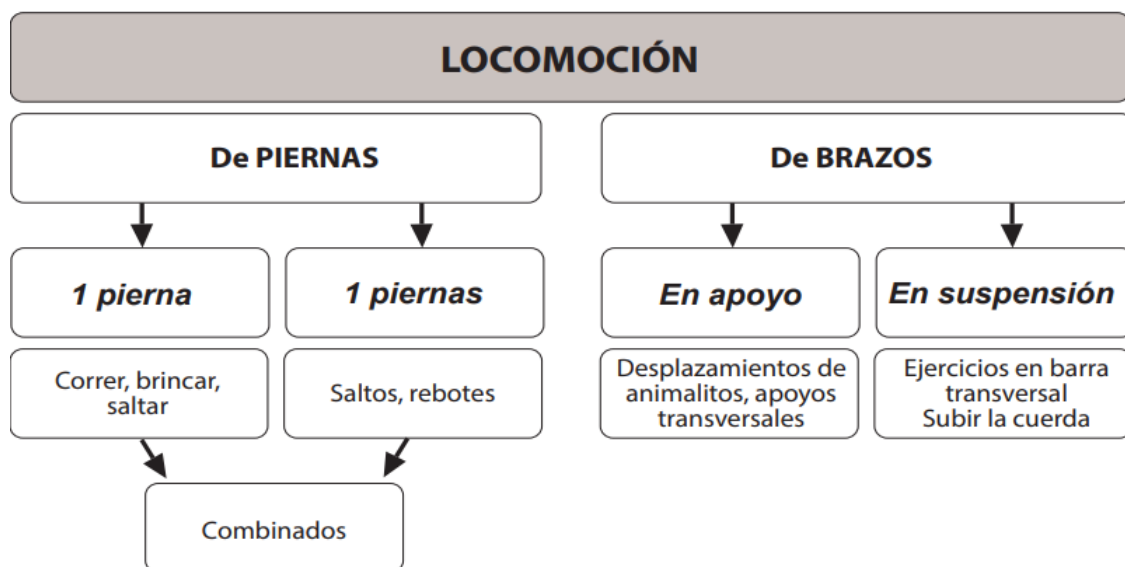 LOCOMOCIÓN
De PIERNAS
De BRAZOS
1 pierna
1 piernas
En apoyo
En suspensión
Correr, brincar,
saltar
Saltos, rebotes
Desplazamientos de
animalitos, apoyos
transversales
Ejercicios en barra
transversal
Subir la cuerda
Combinados